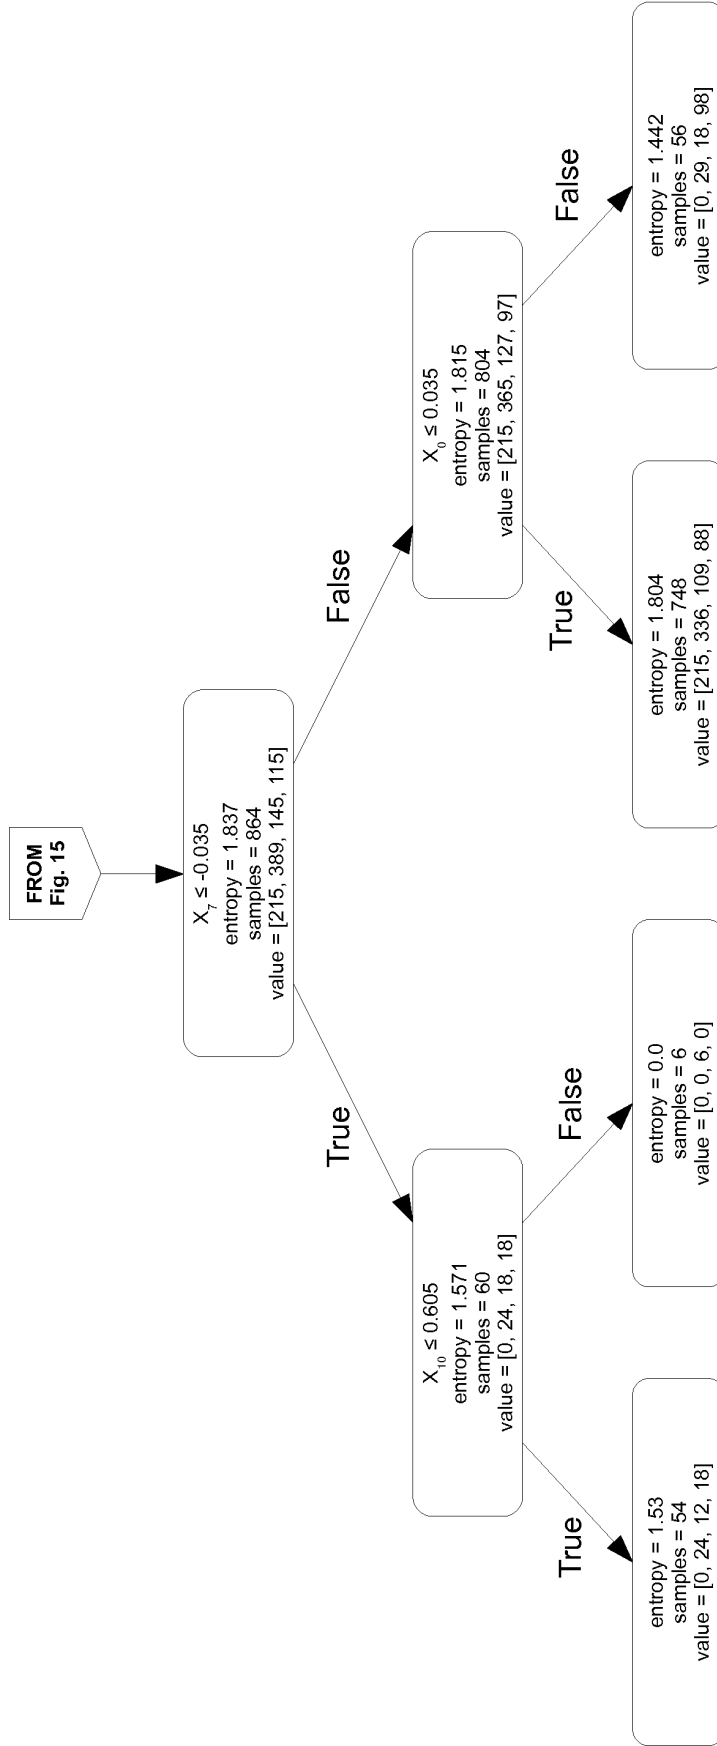 FROM
Fig. 15
X7 ≤ -0.035
entropy = 1.837
samples = 864
value = [215, 389, 145, 115]
True
False
X10 ≤ 0.605
entropy = 1.571
samples = 60
value = [0, 24, 18, 18]
X0 ≤ 0.035
entropy = 1.815
samples = 804
value = [215, 365, 127, 97]
True
False
True
False
entropy = 1.53
samples = 54
value = [0, 24, 12, 18]
entropy = 0.0
samples = 6
value = [0, 0, 6, 0]
entropy = 1.804
samples = 748
value = [215, 336, 109, 88]
entropy = 1.442
samples = 56
value = [0, 29, 18, 98]